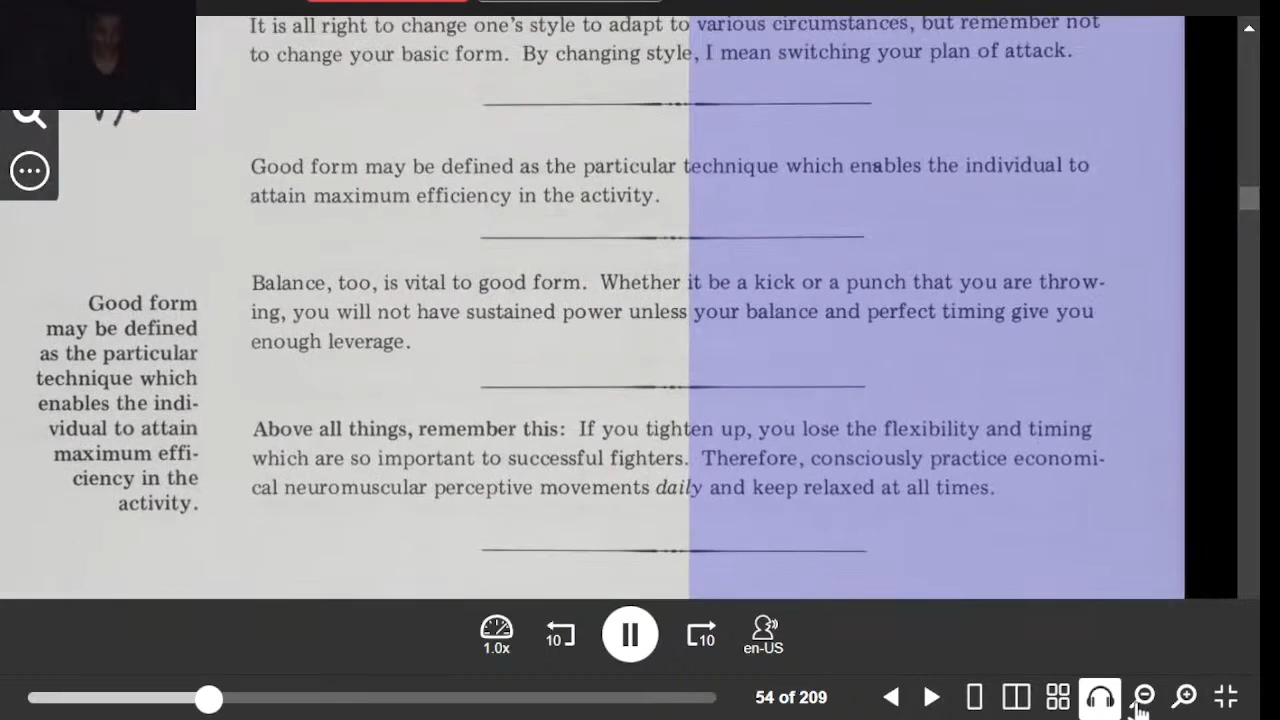 It is all right to change one's style to adapt to various circumstances, but remember not
to change your basic form. By changing style, I mean switching your plan of attack.
Good form may be defined as the particular technique which enables the individual to
attain maximum efficiency in the activity.
Balance, too, is vital to good form. Whether it be a kick or a punch that you are throw-
ing, you will not have sustained power unless your balance and perfect timing give you
enough leverage.
Good form
may be defined
as the particular
technique which
enables the indi-
vidual to attain
maximum effi-
ciency in the
activity.
Above all things, remember this: If you tighten up, you lose the flexibility and timing
which are so important to successful fighters. Therefore, consciously practice economi-
cal neuromuscular perceptive movements daily and keep relaxed at all times.
1.0x
10
10
en-US
54 of 209